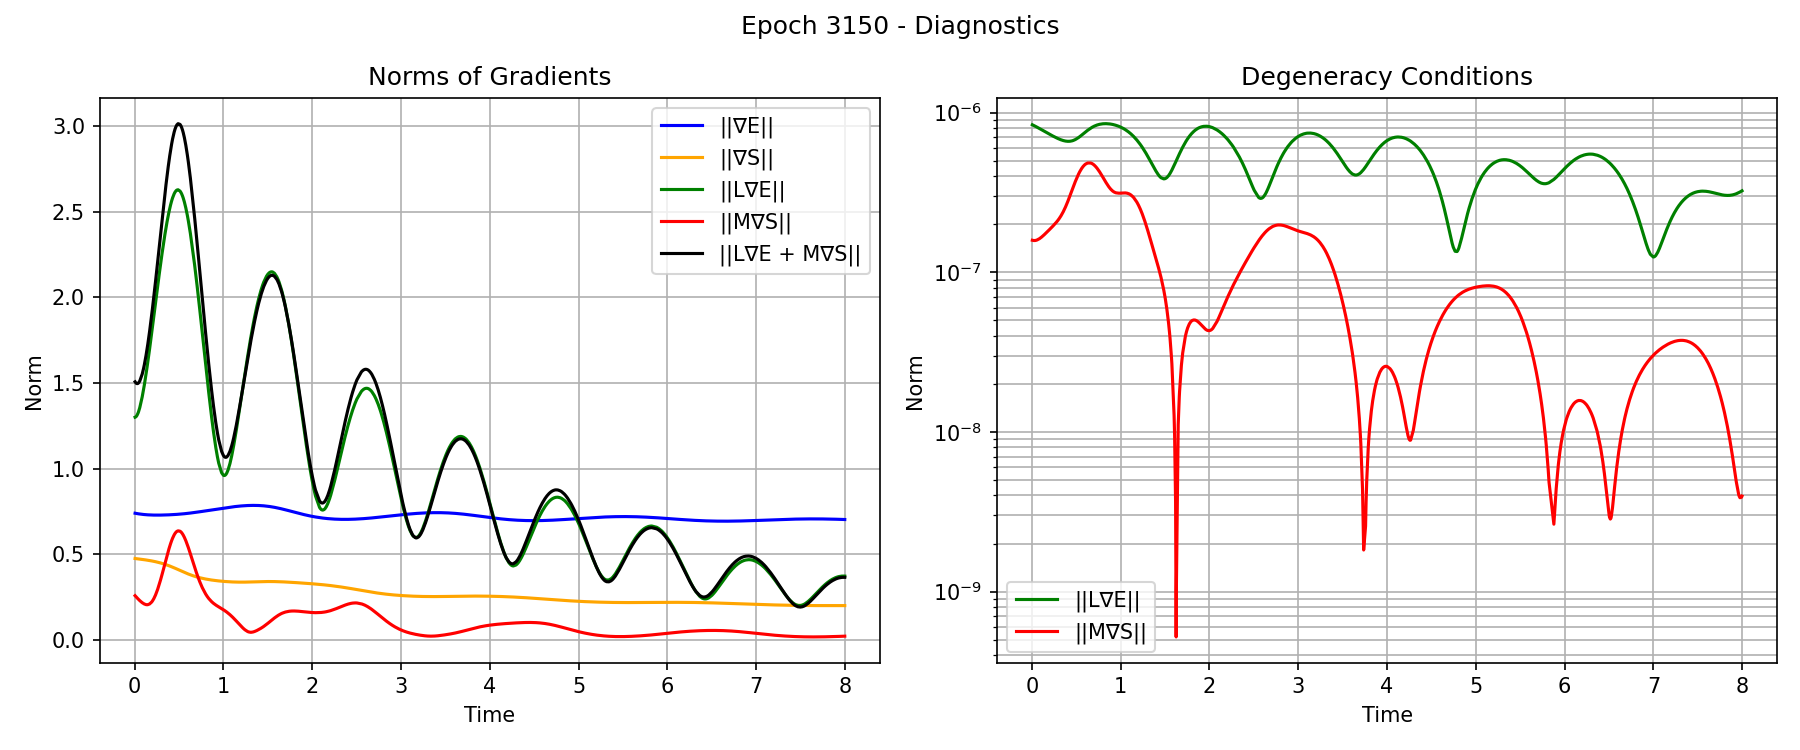 Epoch 3150 - Diagnostics
Norms of Gradients
3.0
2.5
2.0
1.5
1.0
0.5
0.0
Norm
0 1 2 3 4 5 6 7 8
Time
||∇E||
||∇S||
||L∇E||
||M∇S||
||L∇E + M∇S||
Degeneracy Conditions
10⁻⁶
10⁻⁷
10⁻⁸
10⁻⁹
Norm
0 1 2 3 4 5 6 7 8
Time
||L∇E||
||M∇S||